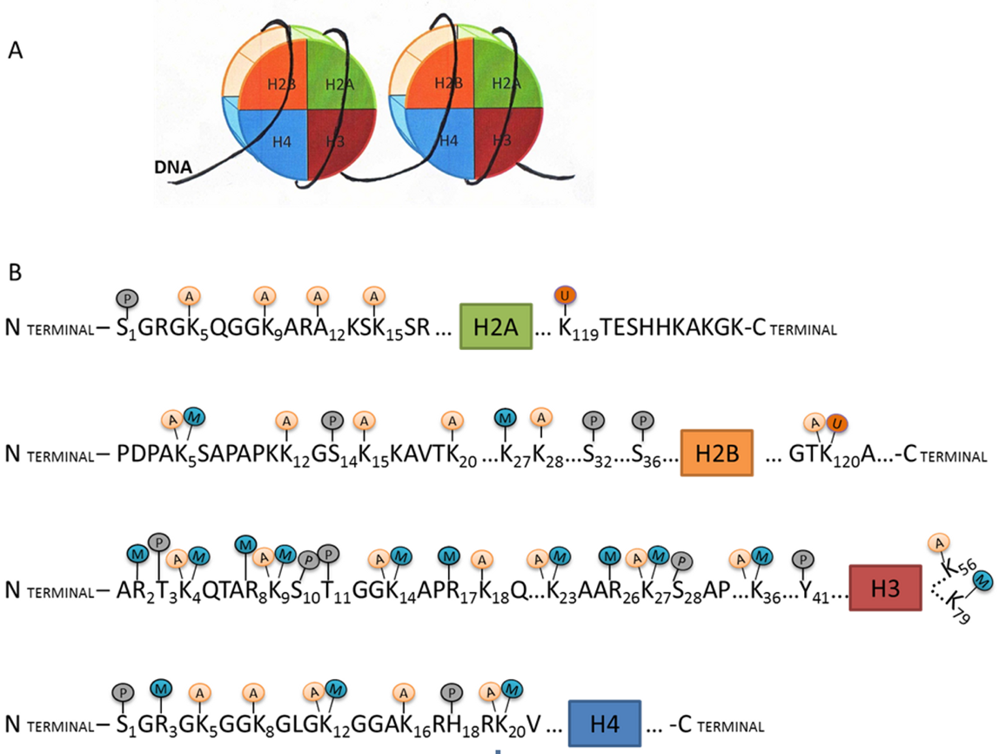 A
H2B H2A H2B H2A
H4 H3 H4 H3
DNA
B
P A A A A U
N TERMINAL– S1GRGK5QGGK9ARA12KSK15SR ... H2A ... K119TESHHKAKGK-C TERMINAL
A M A P A A M A P P A U
N TERMINAL– PDPAK5SAPAPKK12GS14K15KAVTK20 ...K27K28...S32...S36... H2B ... GTK120A...-C TERMINAL
M P A M M A M P P A M M A A M M A M P A M P A M
N TERMINAL– AR2T3K4QTAR8K9S10T11GGK14APR17K18Q...K23AAR26K27S28AP...K36...Y41... H3 K56
K79
P M A A A M A P A M
N TERMINAL– S1GR3GK5GGK8GLGK12GGAK16RH18RK20V ... H4 ... -C TERMINAL